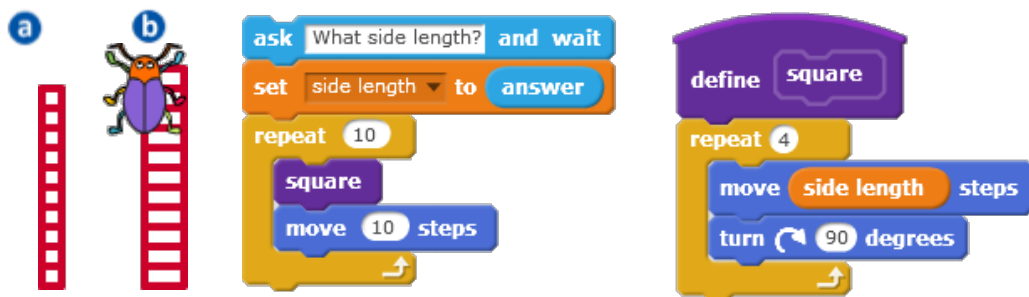 a
b
ask What side length? and wait
set side length to answer
repeat 10
square
move 10 steps
define square
repeat 4
move side length steps
turn 90 degrees